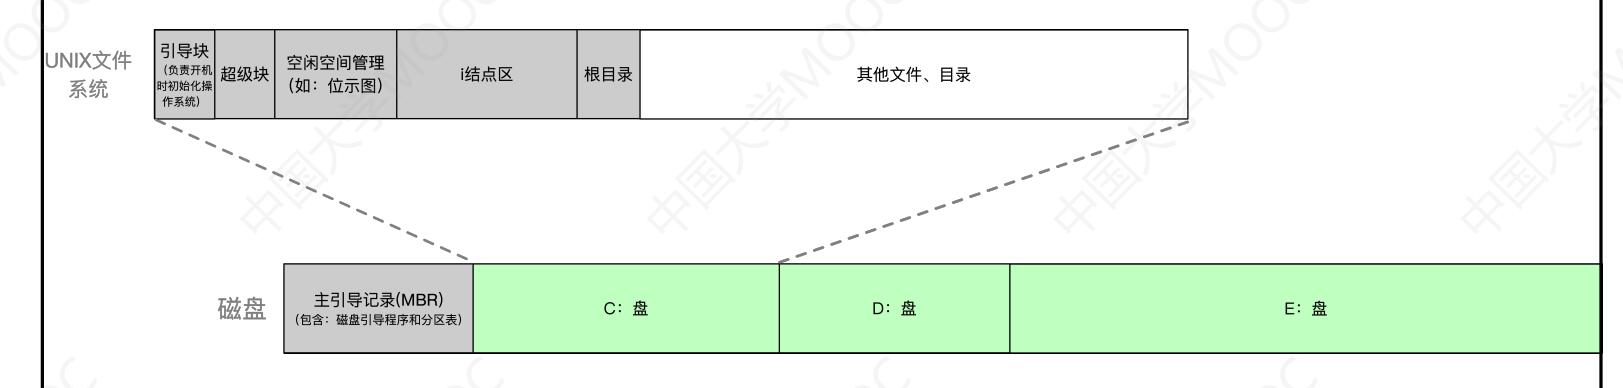 UNIX文件
系统
引导块
（负责开机
时初始化操
作系统）
超级块
空闲空间管理
(如：位示图)
i结点区
根目录
其他文件、目录
磁盘
主引导记录(MBR)
(包含：磁盘引导程序和分区表)
C：盘
D：盘
E：盘
中国大学MOOC
中国大学MOOC
中国大学MOOC
中国大学MOOC